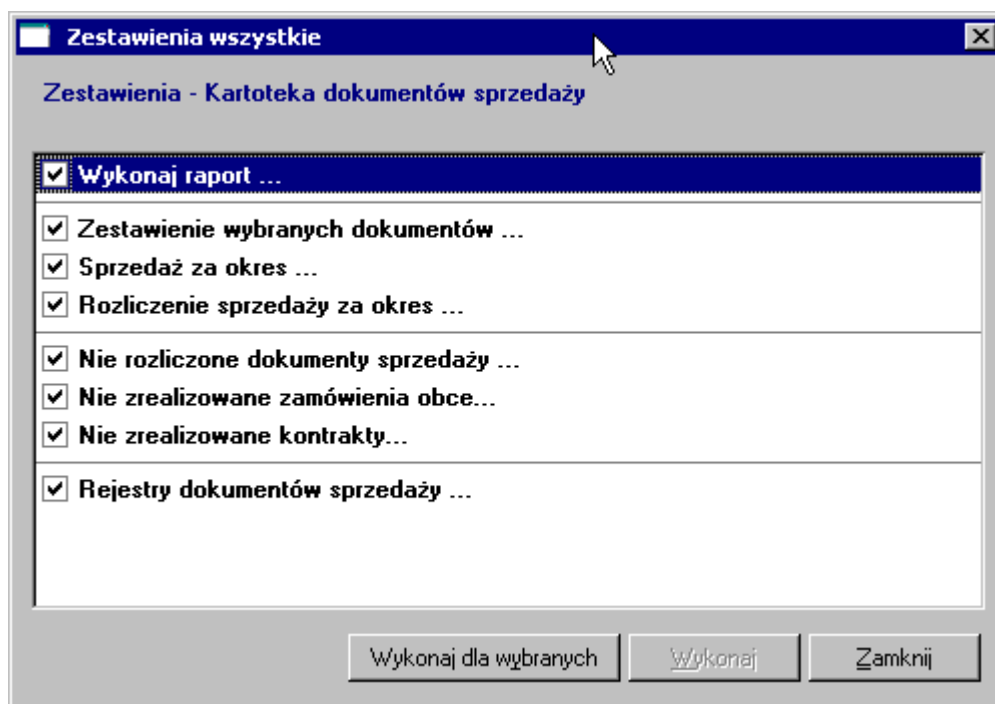 Zestawienia wszystkie
Zestawienia - Kartoteka dokumentów sprzedaży
Wykonaj raport ...
Zestawienie wybranych dokumentów ...
Sprzedaż za okres ...
Rozliczenie sprzedaży za okres ...
Nie rozliczone dokumenty sprzedaży ...
Nie zrealizowane zamówienia obce...
Nie zrealizowane kontrakty...
Rejestry dokumentów sprzedaży ...
Wykonaj dla wybranych Wykonaj Zamknij